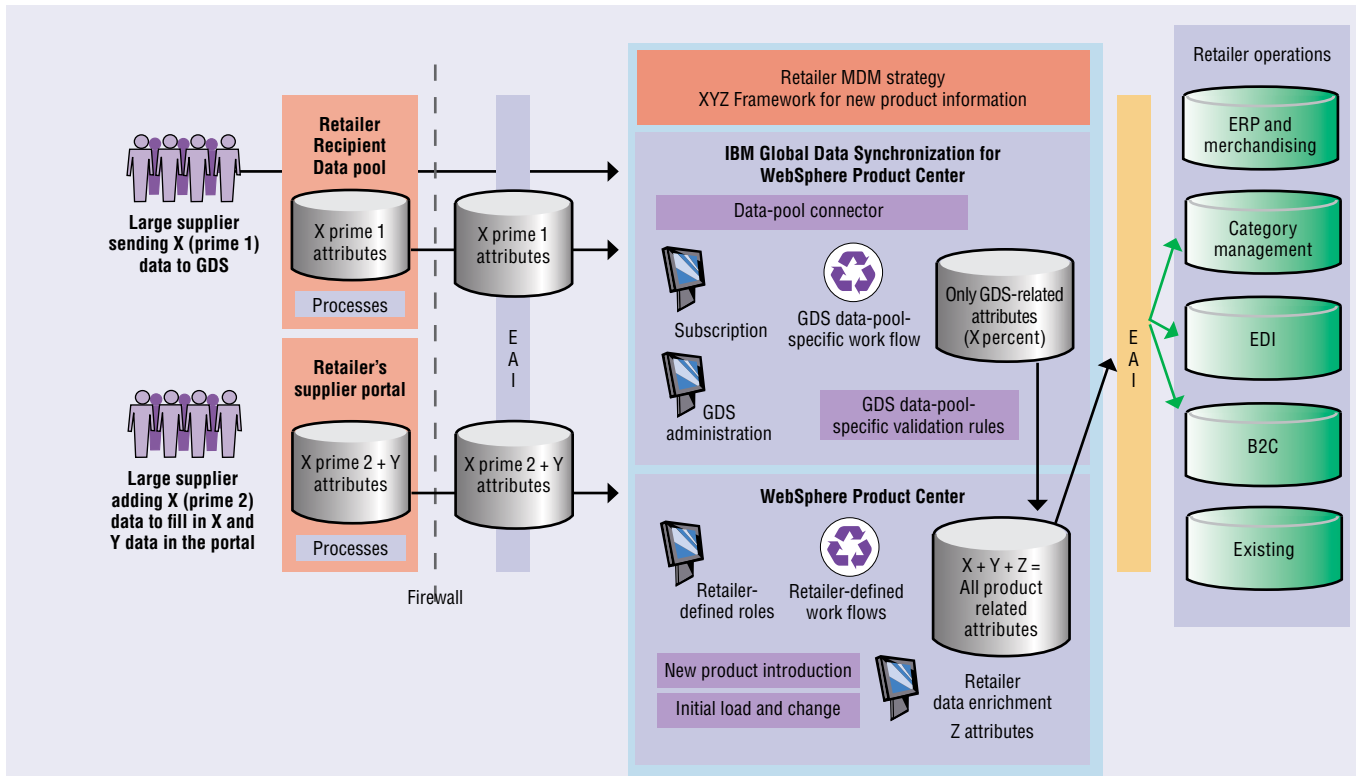 Large supplier
sending X (prime 1)
data to GDS
Large supplier
adding X (prime 2)
data to fill in X and
Y data in the portal
Retailer
Recipient
Data pool
X prime 1
attributes
Processes
Retailer's
supplier portal
X prime 2 + Y
attributes
Processes
Firewall
X prime 1
attributes
E
A
I
X prime 2 + Y
attributes
Retailer MDM strategy
XYZ Framework for new product information
IBM Global Data Synchronization for
WebSphere Product Center
Data-pool connector
Subscription
GDS data-pool-
specific work flow
Only GDS-related
attributes
(X percent)
GDS
administration
GDS data-pool-
specific validation rules
WebSphere Product Center
Retailer-
defined roles
Retailer-defined
work flows
X + Y + Z =
All product
related
attributes
New product introduction
Initial load and change
Retailer
data enrichment
Z attributes
E
A
I
Retailer operations
ERP and
merchandising
Category
management
EDI
B2C
Existing